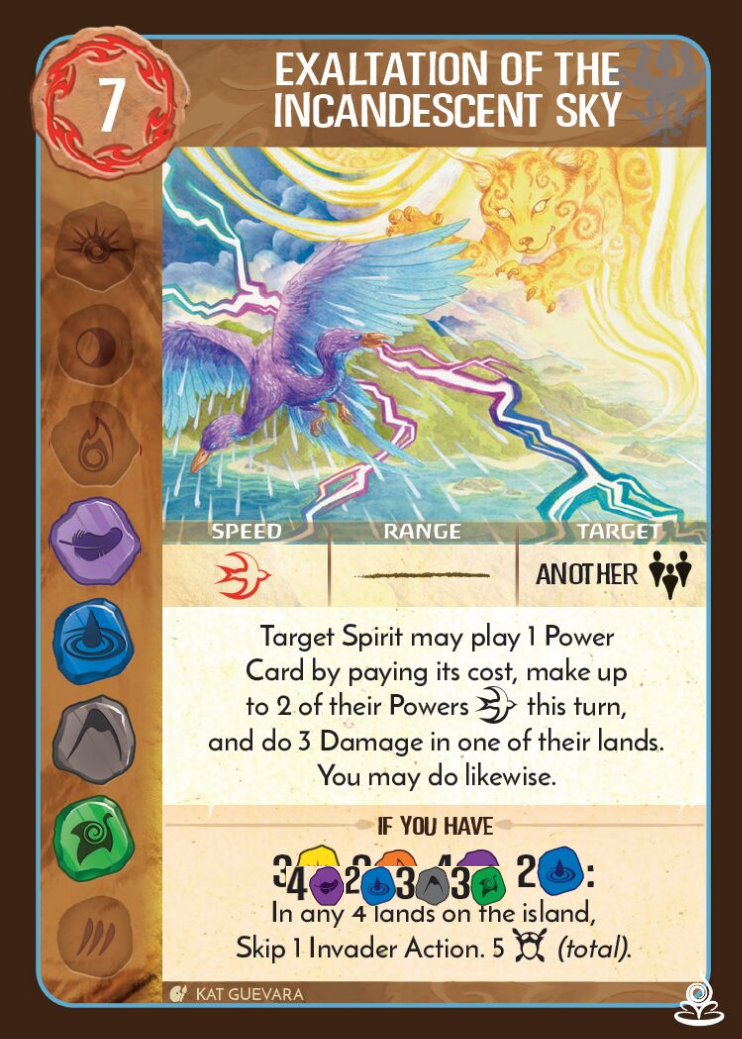 7
EXALTATION OF THE
INCANDESCENT SKY
SPEED RANGE TARGET
ANOTHER
Target Spirit may play 1 Power
Card by paying its cost, make up
to 2 of their Powers this turn,
and do 3 Damage in one of their lands.
You may do likewise.
IF YOU HAVE
3 2 :
4 2 3 3
In any 4 lands on the island,
Skip 1 Invader Action. 5 (total).
KAT GUEVARA